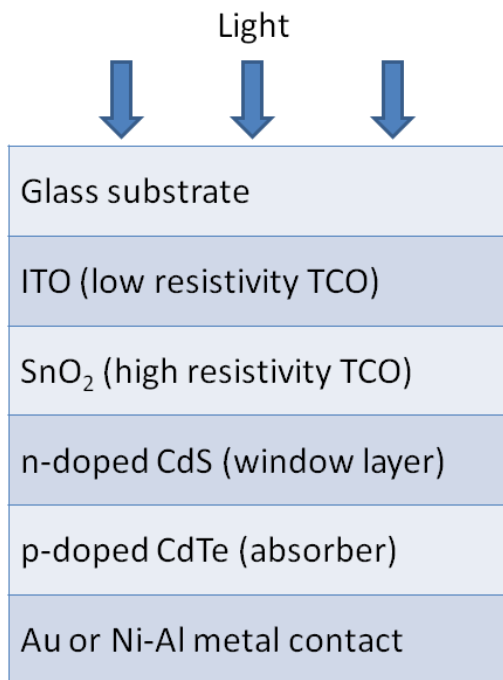 Light
Glass substrate
ITO (low resistivity TCO)
SnO₂ (high resistivity TCO)
n-doped CdS (window layer)
p-doped CdTe (absorber)
Au or Ni-Al metal contact